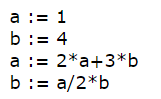 a := 1
b := 4
a := 2*a+3*b
b := a/2*b